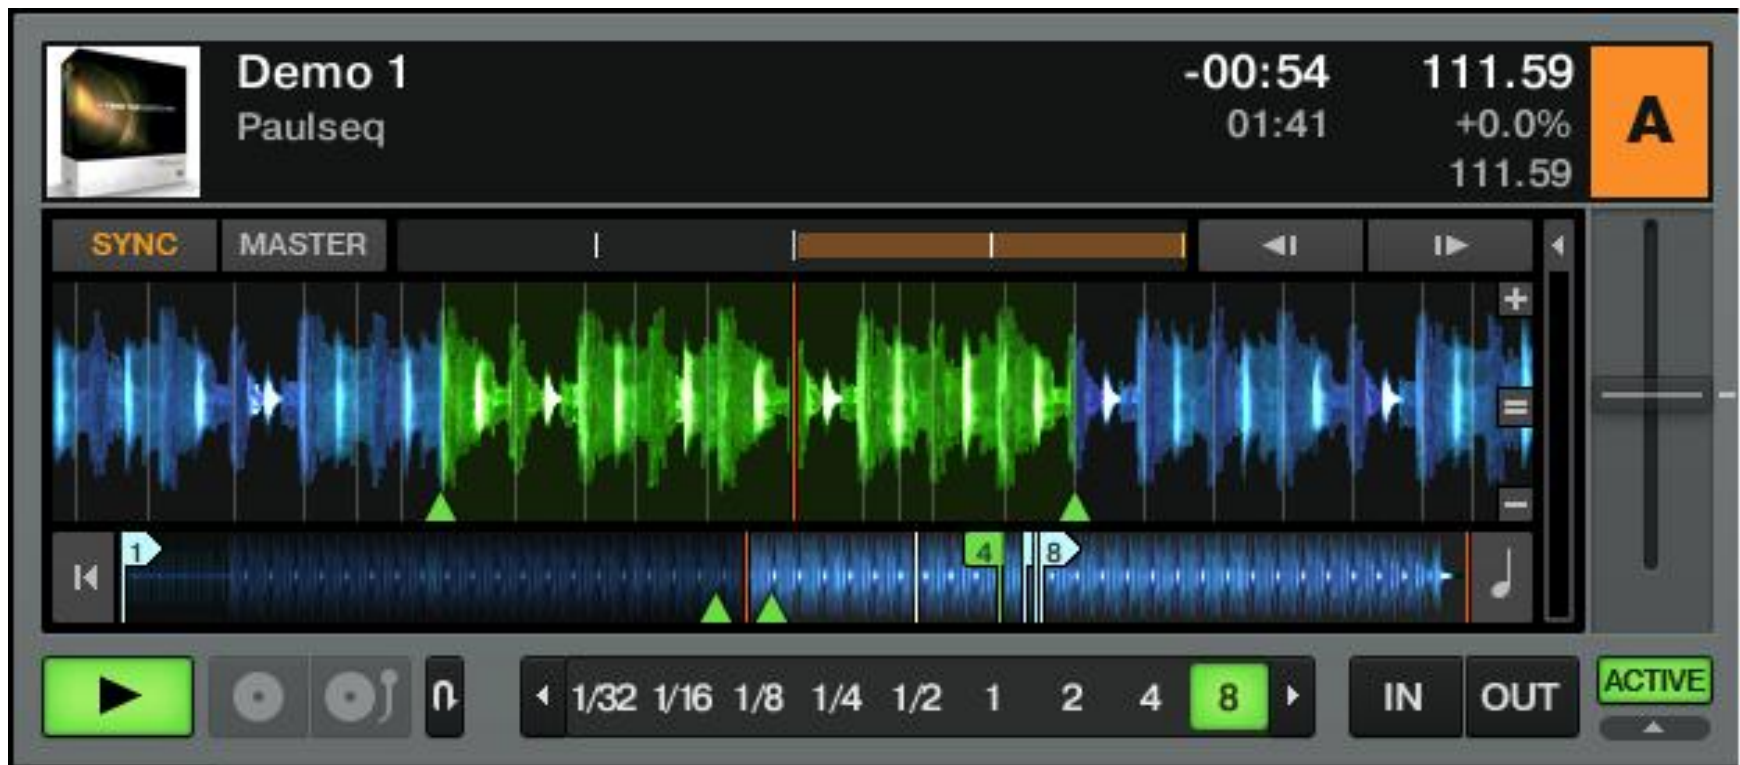 Demo 1 -00:54 111.59
Paulseq 01:41 +0.0%
111.59
A
SYNC MASTER
+
=
−
1 4 8
1/32 1/16 1/8 1/4 1/2 1 2 4 8 IN OUT ACTIVE